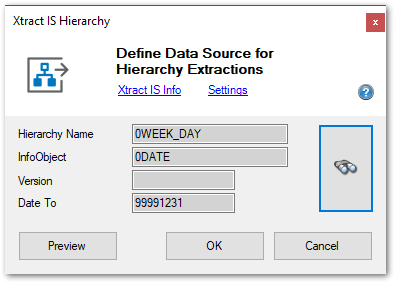 Xtract IS Hierarchy x
Define Data Source for
Hierarchy Extractions
Xtract IS Info Settings
?
Hierarchy Name 0WEEK_DAY
InfoObject 0DATE
Version
Date To 99991231
Preview OK Cancel